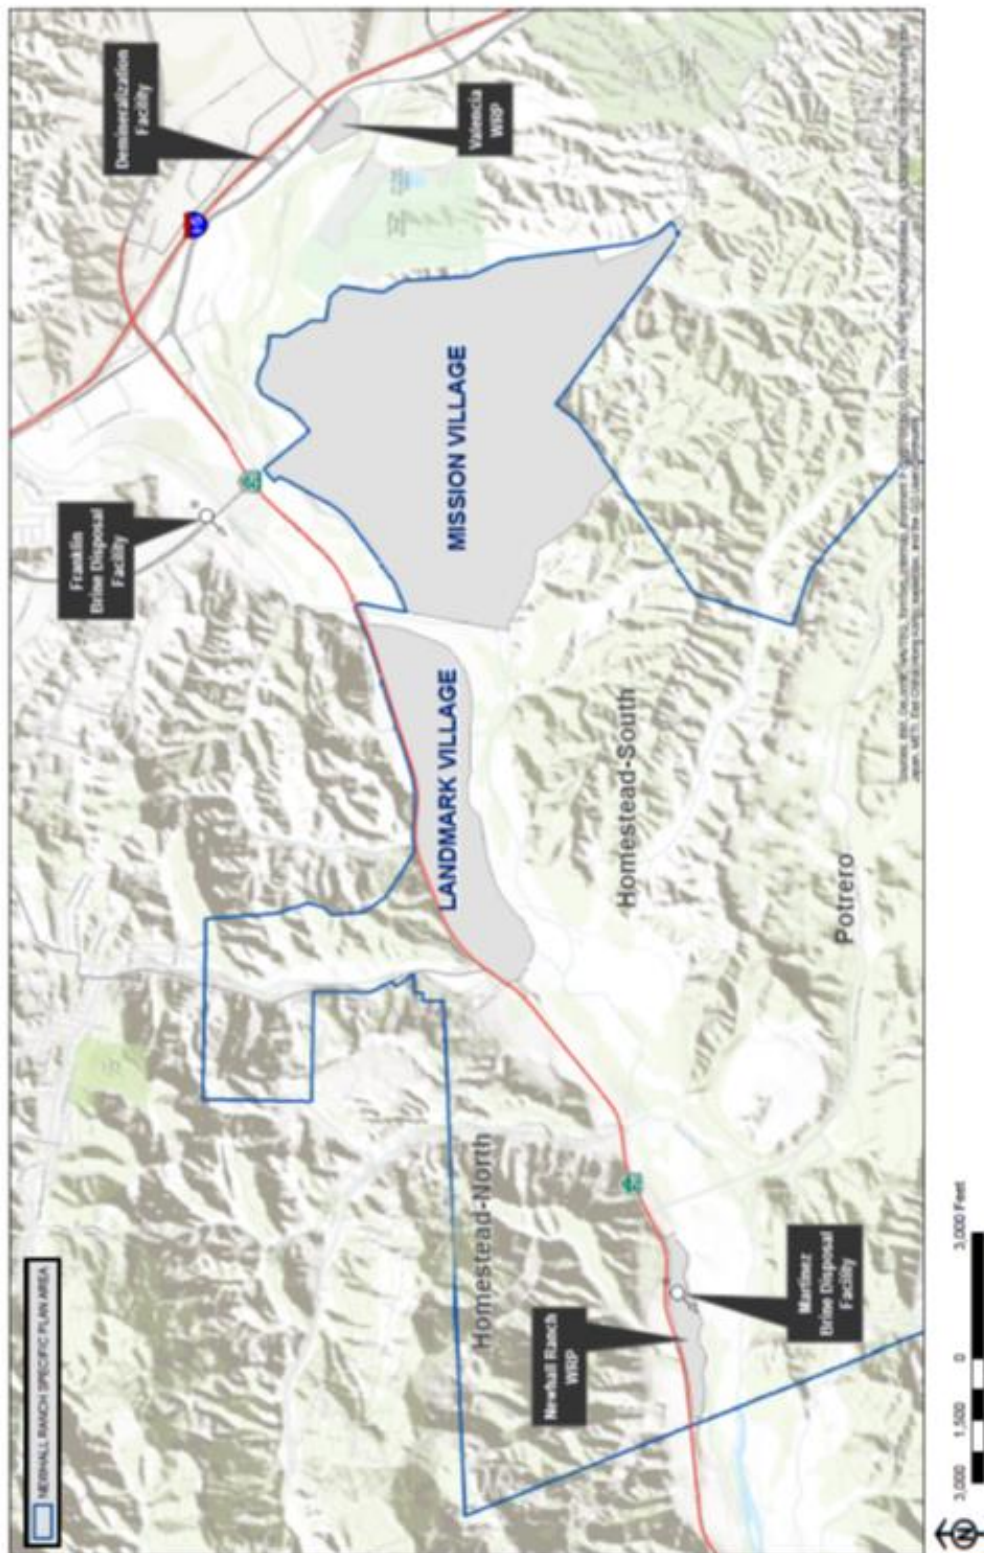 NEWHALL RANCH SPECIFIC PLAN AREA
Demineralization
Facility
Valencia
WRP
5
Franklin
Brine Disposal
Facility
MISSION VILLAGE
LANDMARK VILLAGE
Homestead-South
Potrero
Homestead-North
Newhall Ranch
WRP
Martinez
Brine Disposal
Facility
N
3,000 1,500 0 3,000 Feet